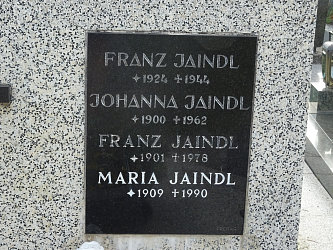 FRANZ JAINDL
✶1924 ✝1944
JOHANNA JAINDL
✶1900 ✝1962
FRANZ JAINDL
✶1901 ✝1978
MARIA JAINDL
✶1909 ✝1990